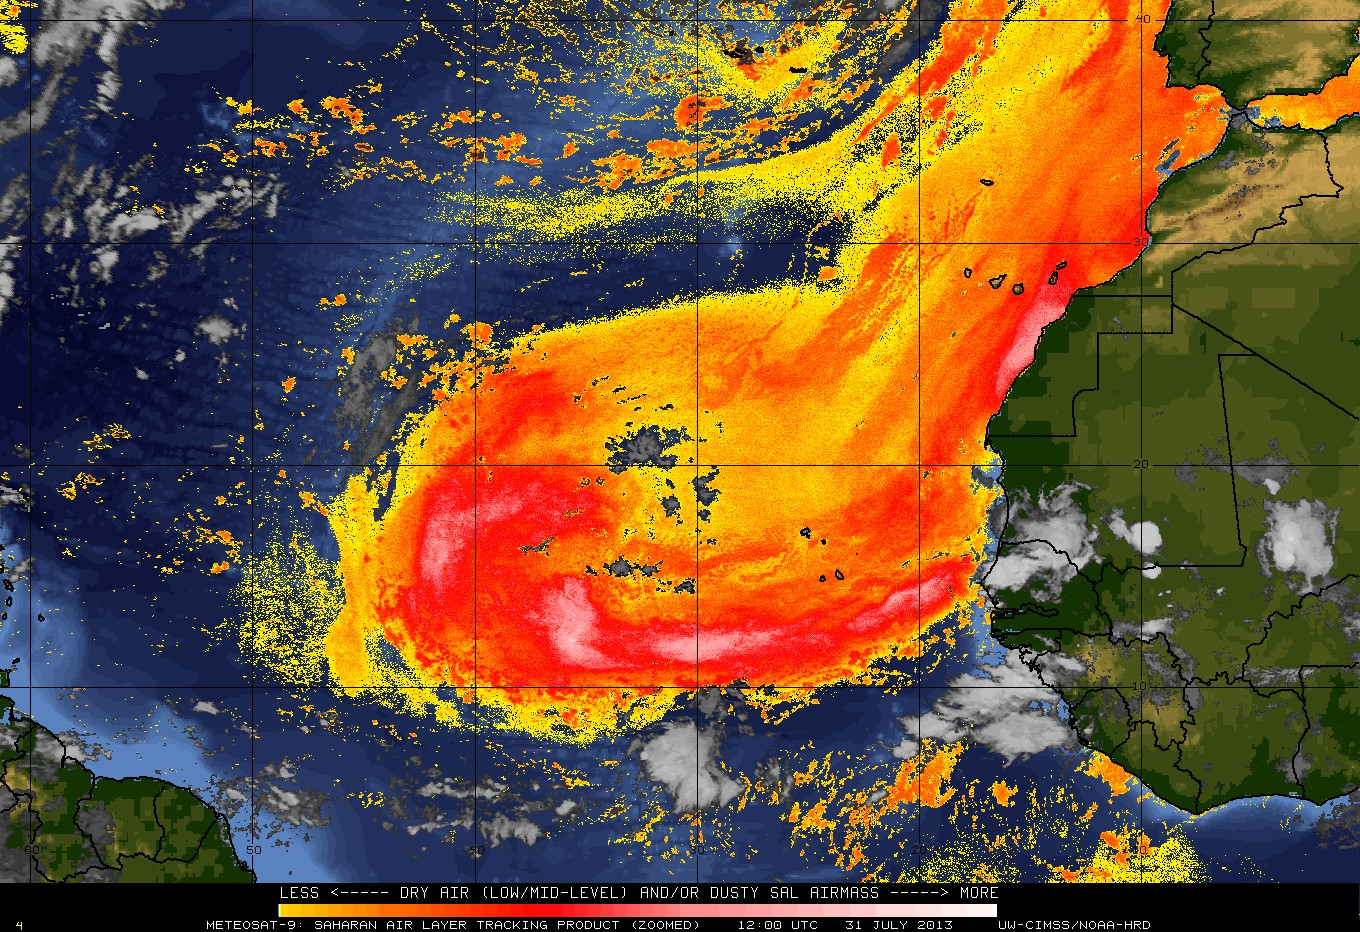 40
30
20
10
60 50 40 30 20 10
LESS <----- DRY AIR (LOW/MID-LEVEL) AND/OR DUSTY SAL AIRMASS -----> MORE
4 METEOSAT-9: SAHARAN AIR LAYER TRACKING PRODUCT (ZOOMED) 12:00 UTC 31 JULY 2013 UW-CIMSS/NOAA-HRD